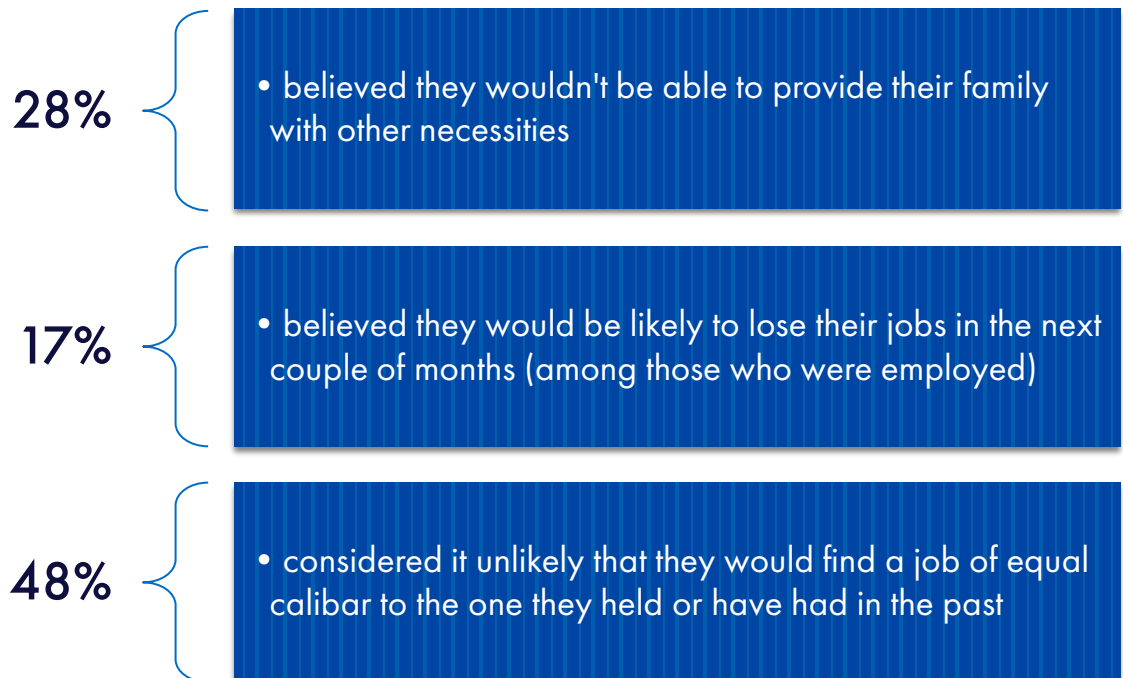 28%
• believed they wouldn't be able to provide their family
with other necessities
17%
• believed they would be likely to lose their jobs in the next
couple of months (among those who were employed)
48%
• considered it unlikely that they would find a job of equal
calibar to the one they held or have had in the past